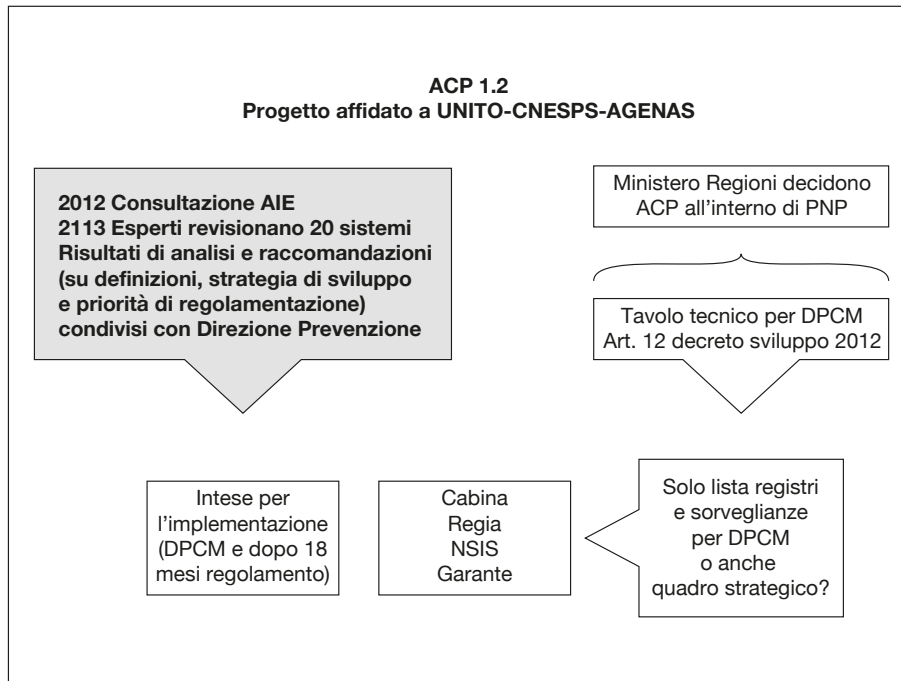 ACP 1.2
Progetto affidato a UNITO-CNESPS-AGENAS
2012 Consultazione AIE
2113 Esperti revisionano 20 sistemi
Risultati di analisi e raccomandazioni
(su definizioni, strategia di sviluppo
e priorità di regolamentazione)
condivisi con Direzione Prevenzione
Ministero Regioni decidono
ACP all'interno di PNP
Tavolo tecnico per DPCM
Art. 12 decreto sviluppo 2012
Intese per
l'implementazione
(DPCM e dopo 18
mesi regolamento)
Cabina
Regia
NSIS
Garante
Solo lista registri
e sorveglianze
per DPCM
o anche
quadro strategico?